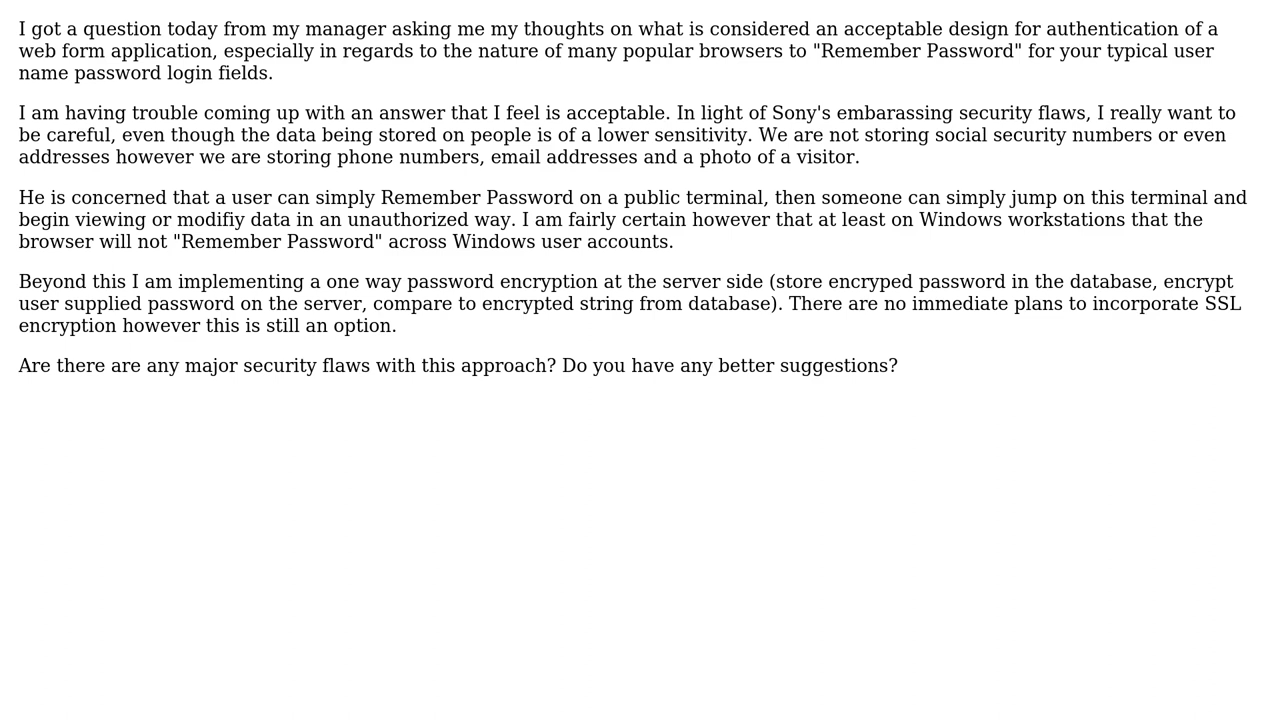 I got a question today from my manager asking me my thoughts on what is considered an acceptable design for authentication of a
web form application, especially in regards to the nature of many popular browsers to "Remember Password" for your typical user
name password login fields.
I am having trouble coming up with an answer that I feel is acceptable. In light of Sony's embarassing security flaws, I really want to
be careful, even though the data being stored on people is of a lower sensitivity. We are not storing social security numbers or even
addresses however we are storing phone numbers, email addresses and a photo of a visitor.
He is concerned that a user can simply Remember Password on a public terminal, then someone can simply jump on this terminal and
begin viewing or modifiy data in an unauthorized way. I am fairly certain however that at least on Windows workstations that the
browser will not "Remember Password" across Windows user accounts.
Beyond this I am implementing a one way password encryption at the server side (store encryped password in the database, encrypt
user supplied password on the server, compare to encrypted string from database). There are no immediate plans to incorporate SSL
encryption however this is still an option.
Are there are any major security flaws with this approach? Do you have any better suggestions?